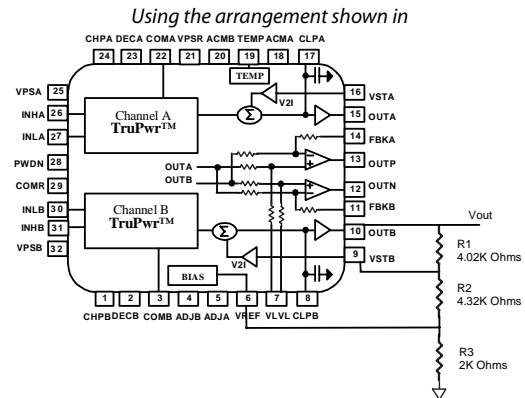 Using the arrangement shown in
CHPA DECA COMA VPSR ACMB TEMP ACMA CLPA
24 23 22 21 20 19 18 17
TEMP
VPSA 25
INHA 26
INLA 27
PWDN 28
COMR 29
INLB 30
INHB 31
VPSB 32
Channel A
TruPwr™
Σ
V2I
16 VSTA
15 OUTA
14 FBKA
13 OUTP
12 OUTN
11 FBKB
10 OUTB
9 VSTB
OUTA
OUTB
− +
+ −
Channel B
TruPwr™
Σ
V2I
BIAS
1 2 3 4 5 6 7 8
CHPB DECB COMB ADJB ADJA VREF VLVL CLPB
Vout
R1
4.02K Ohms
R2
4.32K Ohms
R3
2K Ohms